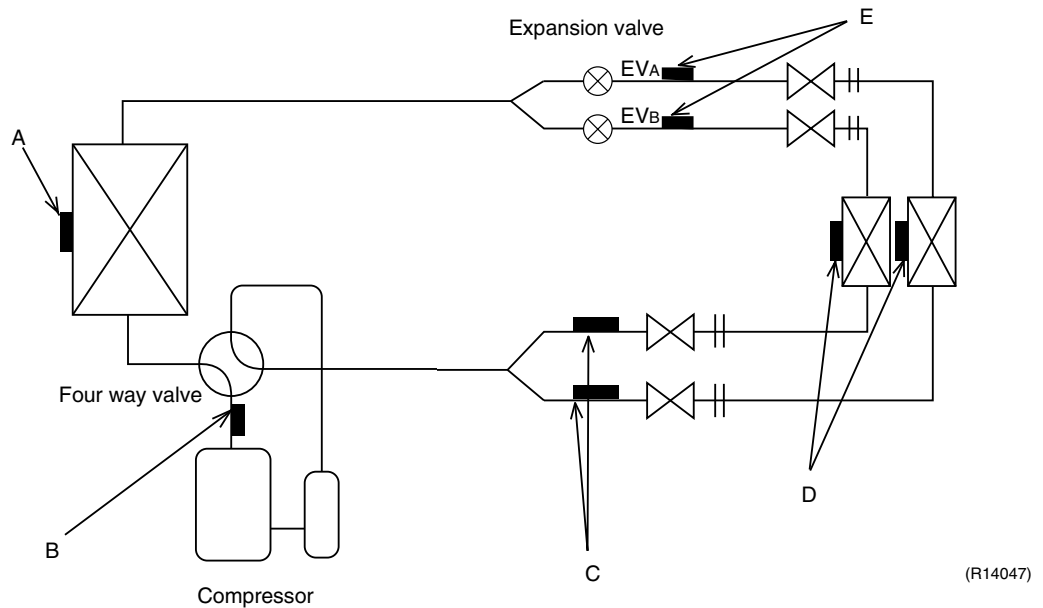 E
Expansion valve
EVA
A
EVB
Four way valve
B
D
C
(R14047)
Compressor